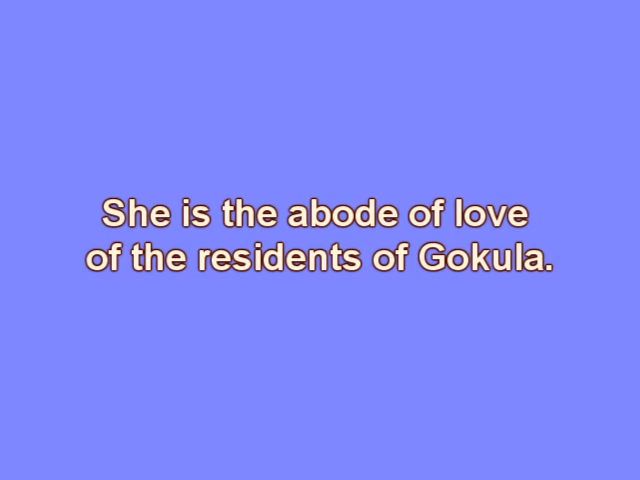 She is the abode of love
of the residents of Gokula.